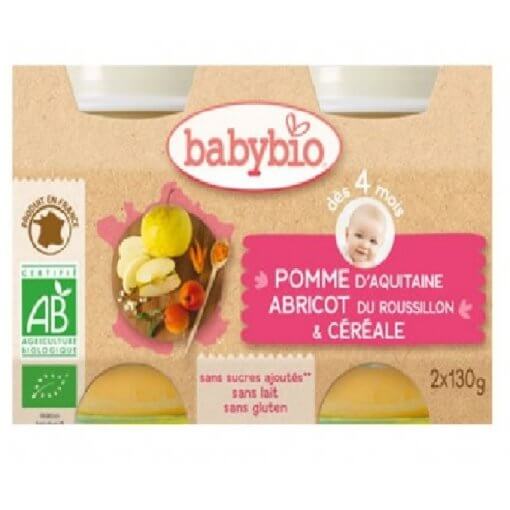 babybio
PRODUIT EN FRANCE
dès 4 mois
POMME D'AQUITAINE
ABRICOT DU ROUSSILLON
& CÉRÉALE
CERTIFIÉ
AB
AGRICULTURE
BIOLOGIQUE
sans sucres ajoutés**
sans lait
sans gluten
2x130g